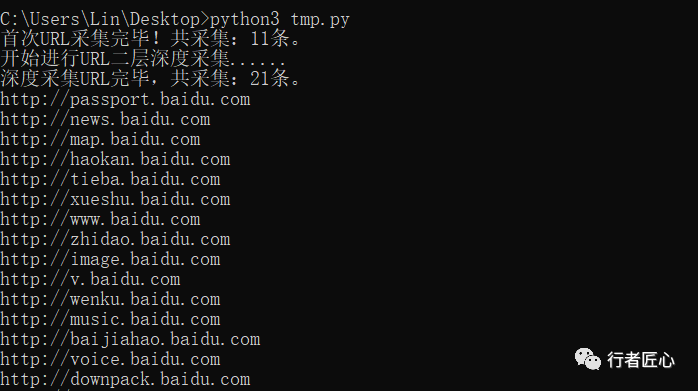 C:\Users\Lin\Desktop>python3 tmp.py
首次URL采集完毕！共采集：11条。
开始进行URL二层深度采集......
深度采集URL完毕，共采集：21条。
http://passport.baidu.com
http://news.baidu.com
http://map.baidu.com
http://haokan.baidu.com
http://tieba.baidu.com
http://xueshu.baidu.com
http://www.baidu.com
http://zhidao.baidu.com
http://image.baidu.com
http://v.baidu.com
http://wenku.baidu.com
http://music.baidu.com
http://baijiahao.baidu.com
http://voice.baidu.com
http://downpack.baidu.com
行者匠心